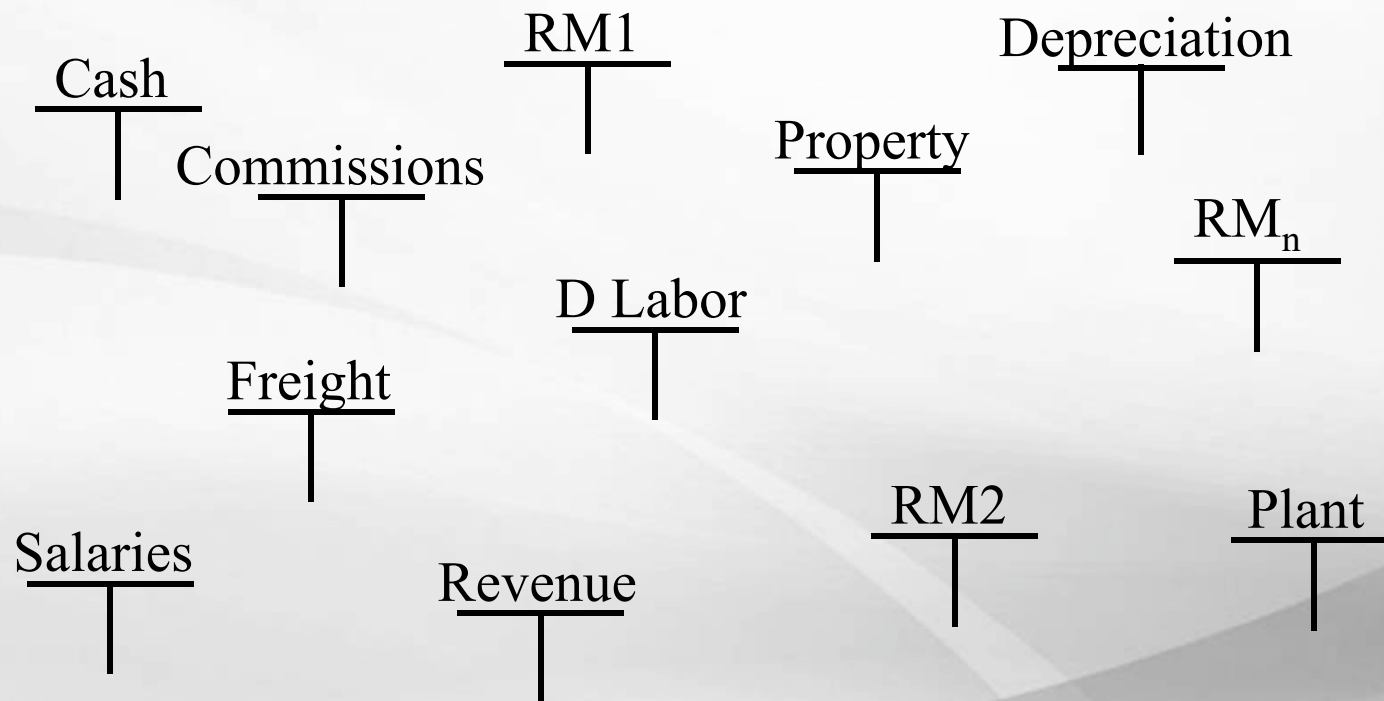 RM1
Depreciation
Cash
Property
Commissions
RMₙ
D Labor
Freight
RM2
Plant
Salaries
Revenue